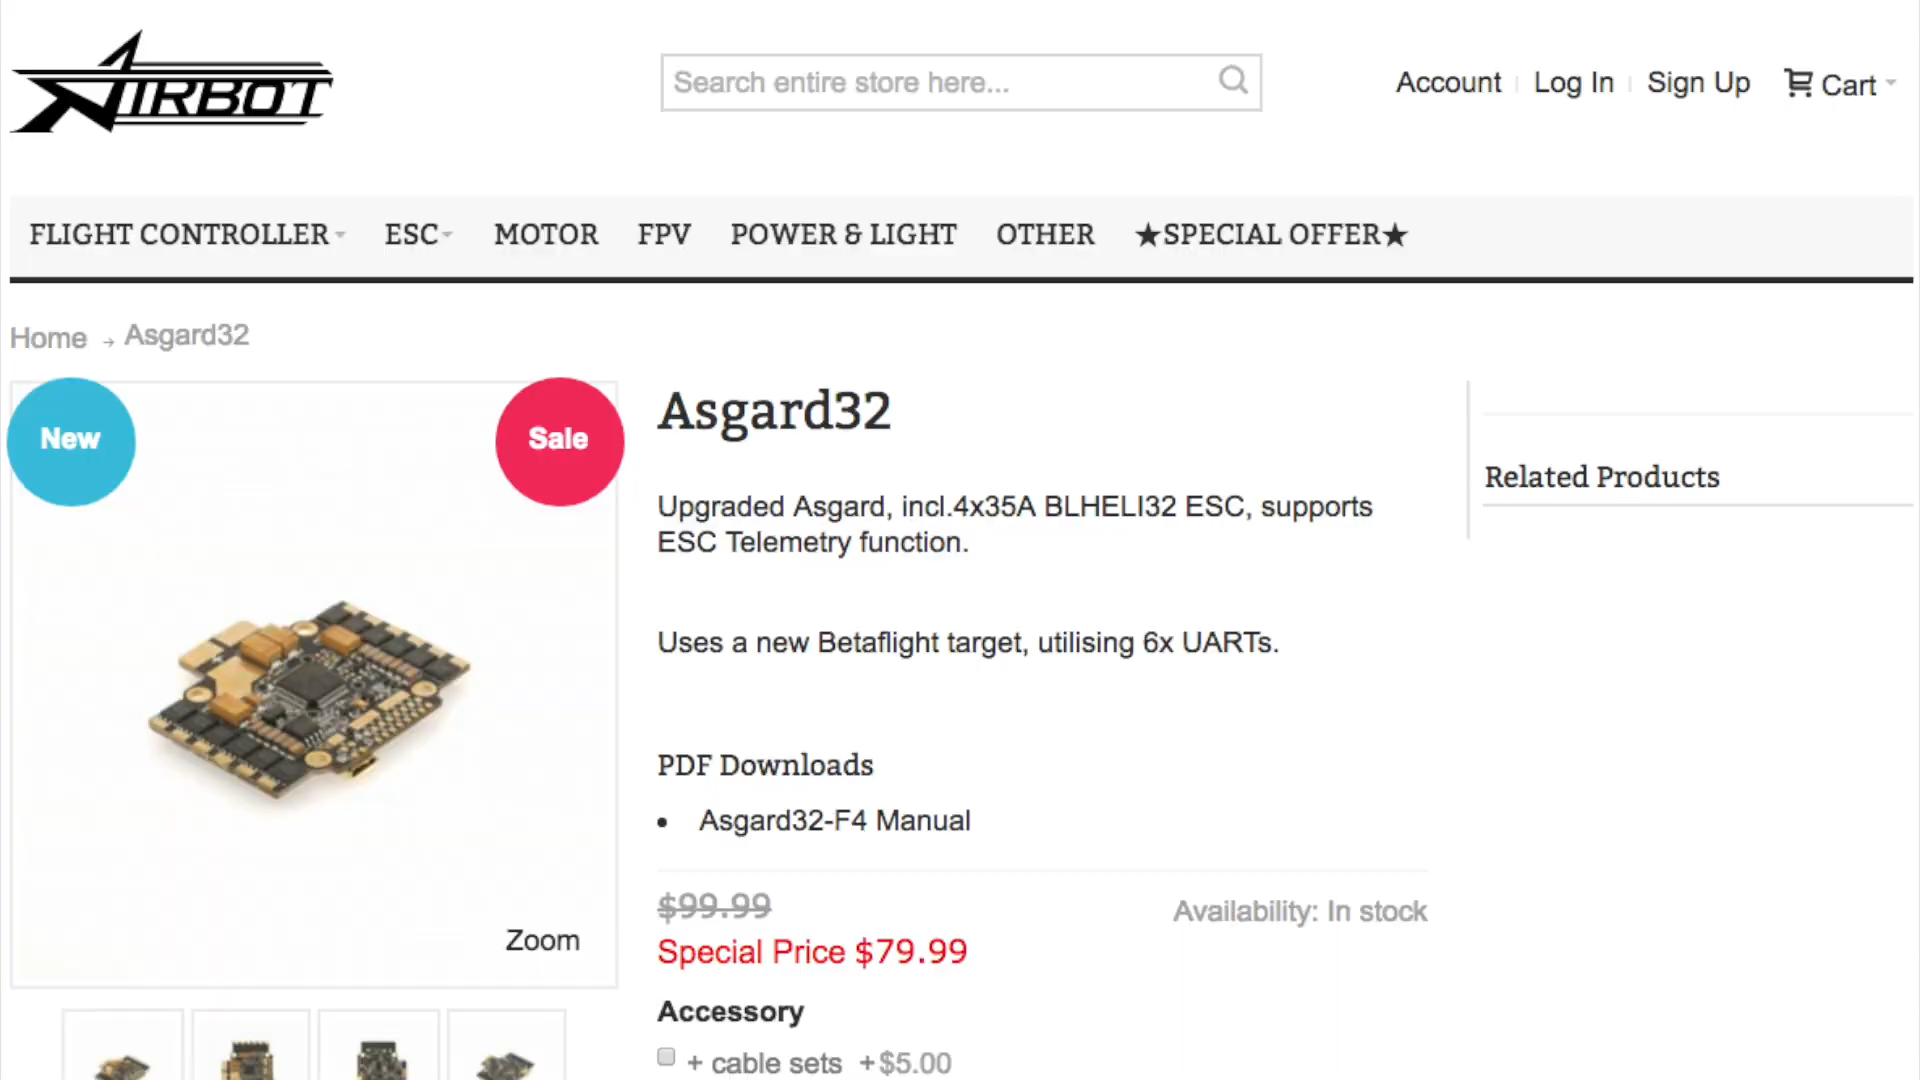 AIRBOT
Search entire store here...
Account
Log In
Sign Up
Cart
FLIGHT CONTROLLER
ESC
MOTOR
FPV
POWER & LIGHT
OTHER
★SPECIAL OFFER★
Home → Asgard32
New
Sale
Asgard32
Upgraded Asgard, incl.4x35A BLHELI32 ESC, supports
ESC Telemetry function.
Uses a new Betaflight target, utilising 6x UARTs.
PDF Downloads
• Asgard32-F4 Manual
$99.99
Availability: In stock
Special Price $79.99
Accessory
+ cable sets +$5.00
Zoom
Related Products